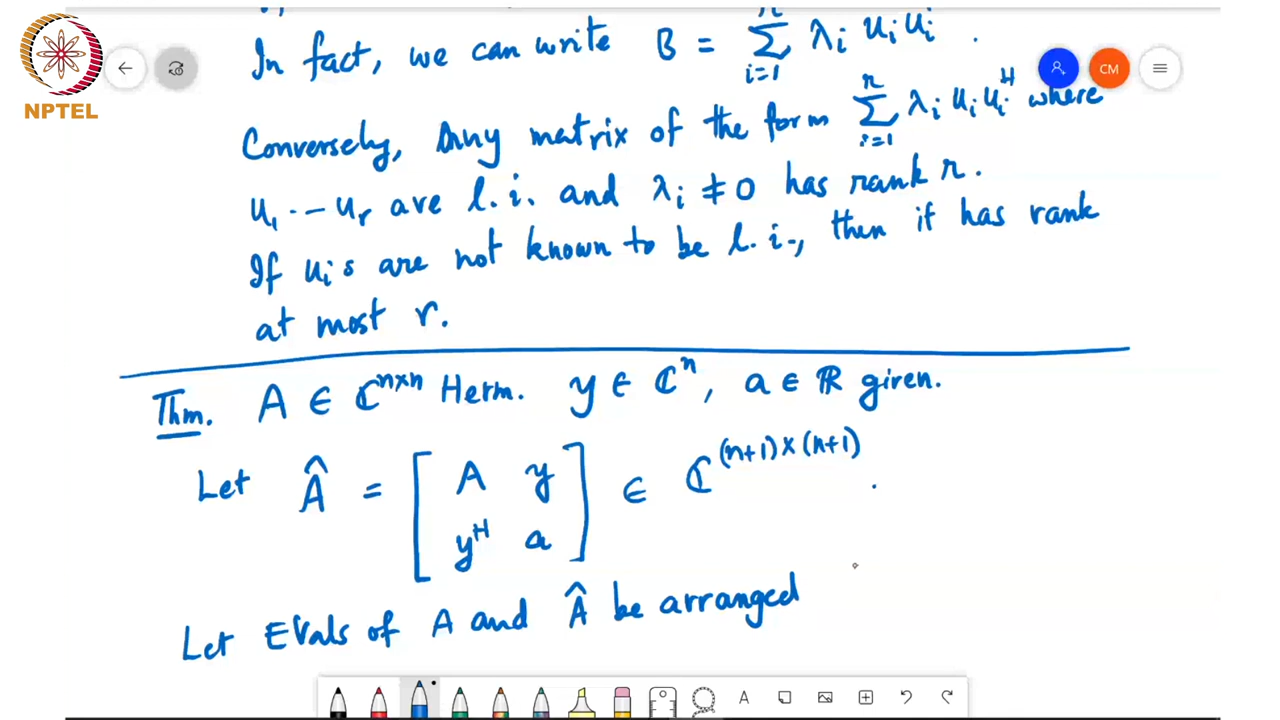 In fact, we can write B = \sum_{i=1}^{r} λ_i u_i u_i .
Conversely, Any matrix of the form \sum_{i=1}^{r} λ_i u_i u_i^H where
u_1 ... u_r are l.i. and λ_i ≠ 0 has rank r.
If u_i s are not known to be l.i., then it has rank
at most r.
Thm. A ∈ ℂ^{n×n} Herm. y ∈ ℂ^n, a ∈ ℝ given.
Let Â = [ A y ; y^H a ] ∈ ℂ^{(n+1)×(n+1)} .
Let Evals of A and Â be arranged
NPTEL
CM
A